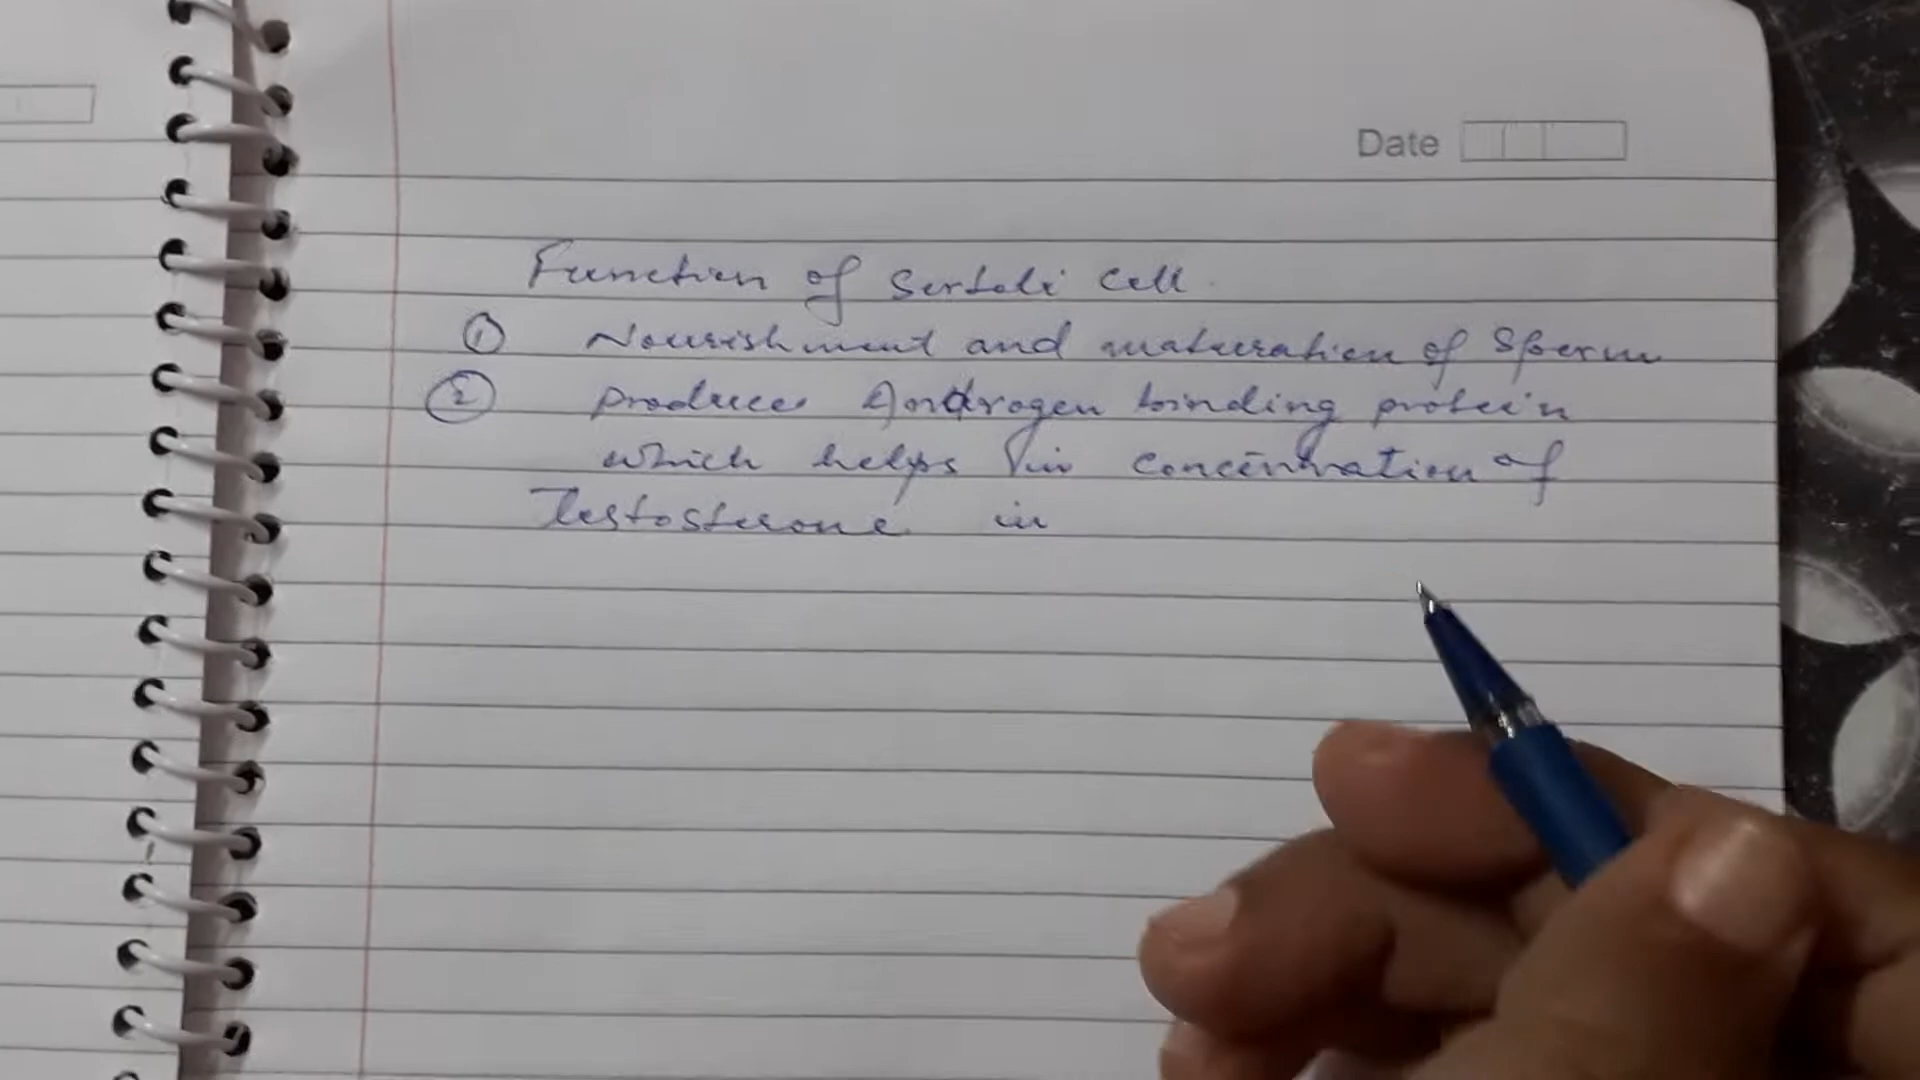 Date
Function of Sertoli Cell.
① Nourishment and maturation of Sperm
② produces Androgen binding protein
which helps in concentration of
Testosterone in